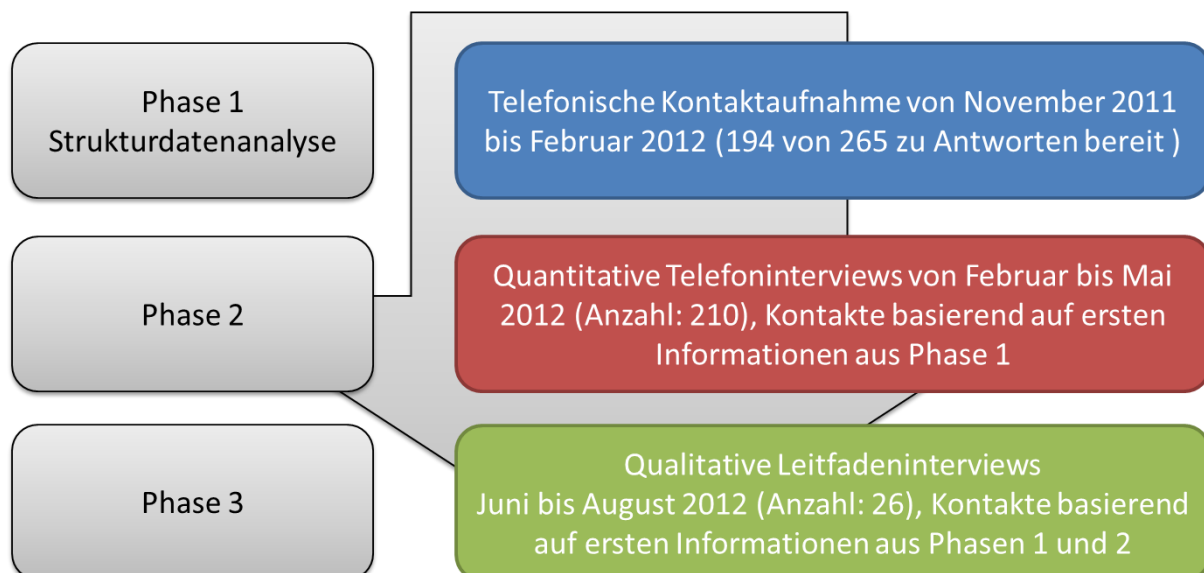 Phase 1
Strukturdatenanalyse
Telefonische Kontaktaufnahme von November 2011
bis Februar 2012 (194 von 265 zu Antworten bereit )
Phase 2
Quantitative Telefoninterviews von Februar bis Mai
2012 (Anzahl: 210), Kontakte basierend auf ersten
Informationen aus Phase 1
Phase 3
Qualitative Leitfadeninterviews
Juni bis August 2012 (Anzahl: 26), Kontakte basierend
auf ersten Informationen aus Phasen 1 und 2